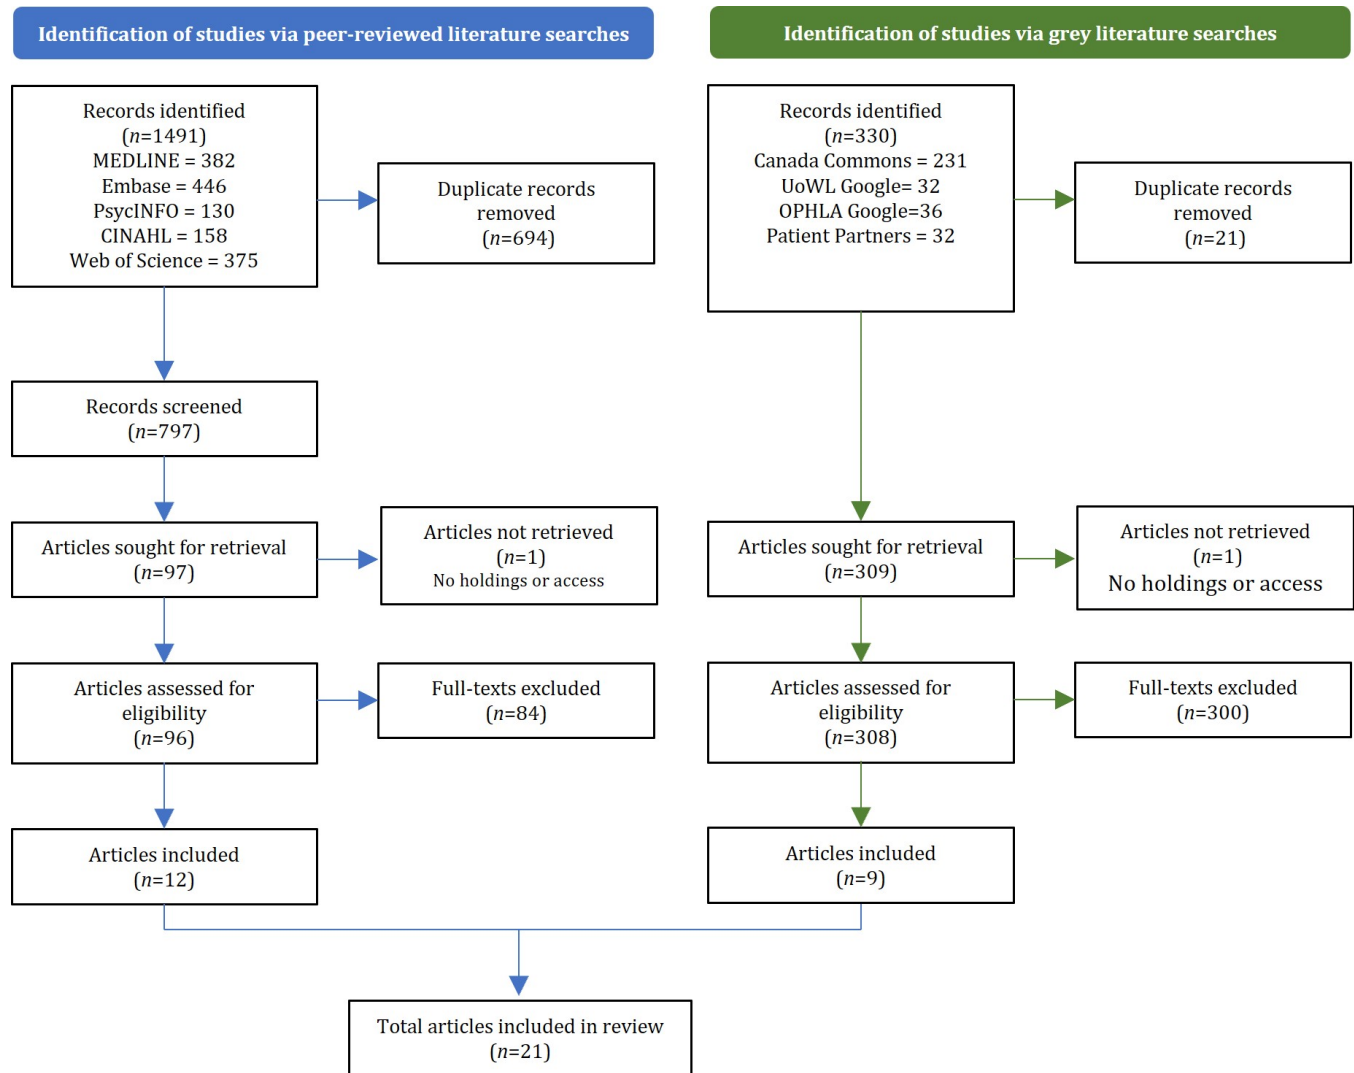 Identification of studies via peer-reviewed literature searches
Records identified
(n=1491)
MEDLINE = 382
Embase = 446
PsycINFO = 130
CINAHL = 158
Web of Science = 375
Duplicate records
removed
(n=694)
Records screened
(n=797)
Articles sought for retrieval
(n=97)
Articles not retrieved
(n=1)
No holdings or access
Articles assessed for
eligibility
(n=96)
Full-texts excluded
(n=84)
Articles included
(n=12)
Identification of studies via grey literature searches
Records identified
(n=330)
Canada Commons = 231
UoWL Google= 32
OPHLA Google=36
Patient Partners = 32
Duplicate records
removed
(n=21)
Articles sought for retrieval
(n=309)
Articles not retrieved
(n=1)
No holdings or access
Articles assessed for
eligibility
(n=308)
Full-texts excluded
(n=300)
Articles included
(n=9)
Total articles included in review
(n=21)